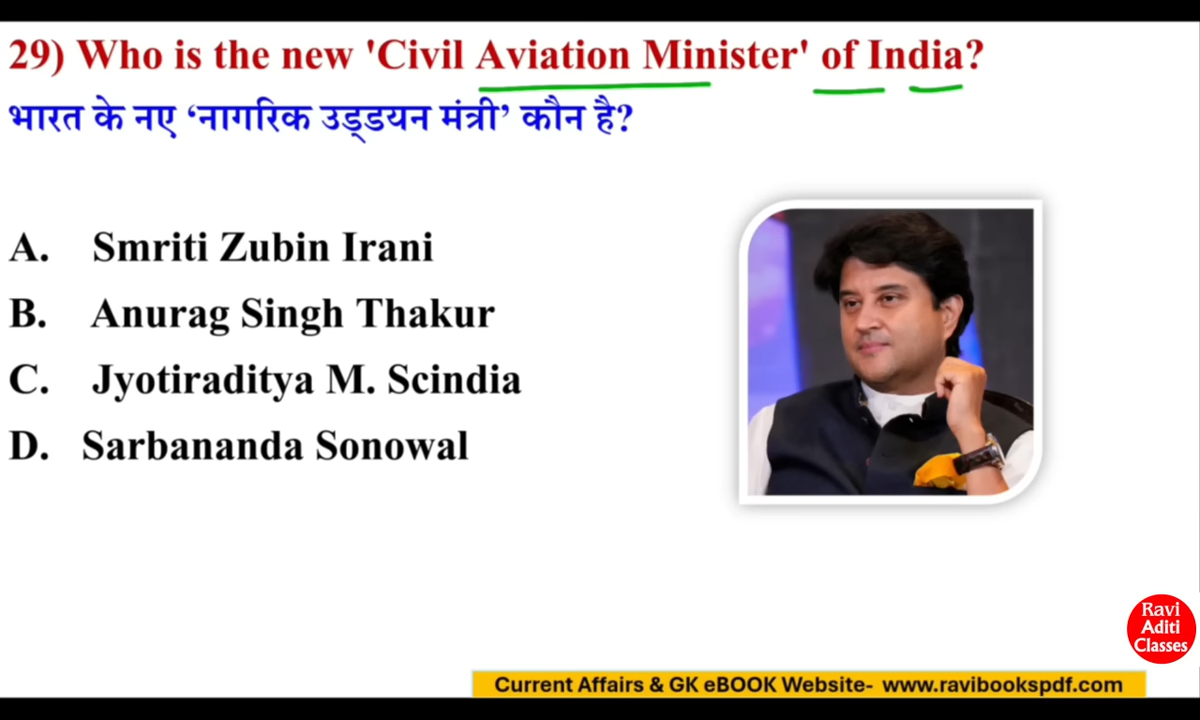 29) Who is the new 'Civil Aviation Minister' of India?
भारत के नए ‘नागरिक उड्डयन मंत्री’ कौन है?
A. Smriti Zubin Irani
B. Anurag Singh Thakur
C. Jyotiraditya M. Scindia
D. Sarbananda Sonowal
Ravi
Aditi
Classes
Current Affairs & GK eBOOK Website- www.ravibookspdf.com